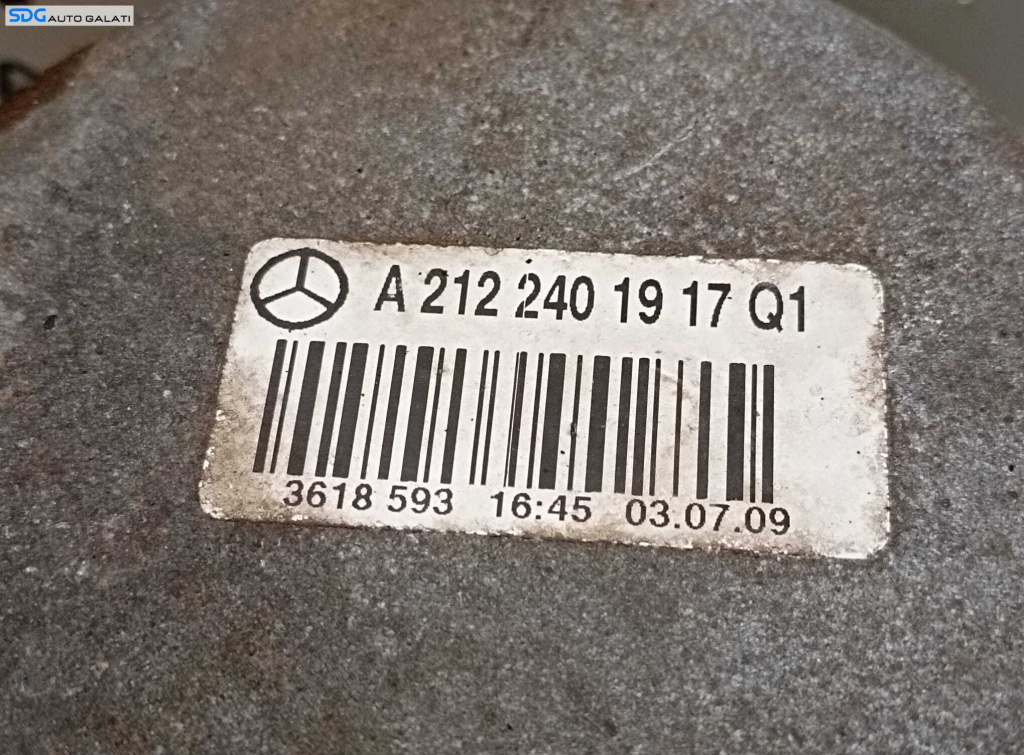 SDG AUTO GALATI
A 212 240 19 17 Q1
3618 593 16:45 03.07.09